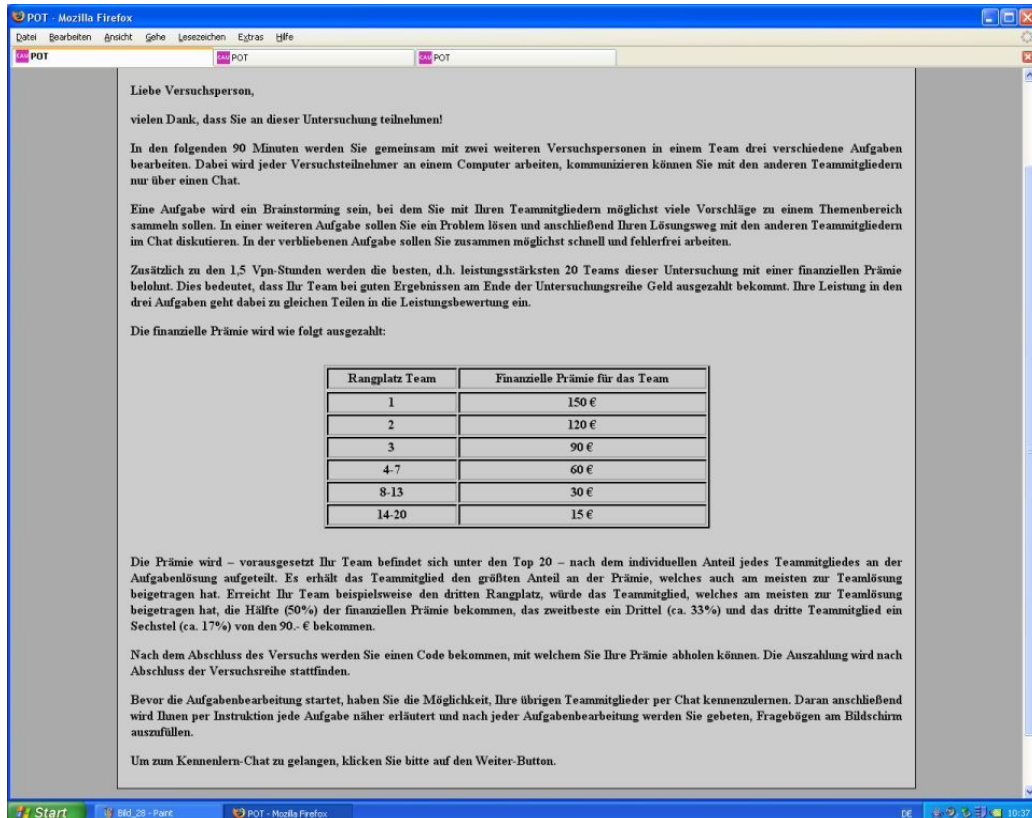 POT - Mozilla Firefox
Datei Bearbeiten Ansicht Gehe Lesezeichen Extras Hilfe
CAU POT CAU POT CAU POT
Liebe Versuchsperson,
vielen Dank, dass Sie an dieser Untersuchung teilnehmen!
In den folgenden 90 Minuten werden Sie gemeinsam mit zwei weiteren Versuchspersonen in einem Team drei verschiedene Aufgaben
bearbeiten. Dabei wird jeder Versuchsteilnehmer an einem Computer arbeiten, kommunizieren können Sie mit den anderen Teammitgliedern
nur über einen Chat.
Eine Aufgabe wird ein Brainstorming sein, bei dem Sie mit Ihren Teammitgliedern möglichst viele Vorschläge zu einem Themenbereich
sammeln sollen. In einer weiteren Aufgabe sollen Sie ein Problem lösen und anschließend Ihren Lösungsweg mit den anderen Teammitgliedern
im Chat diskutieren. In der verbliebenen Aufgabe sollen Sie zusammen möglichst schnell und fehlerfrei arbeiten.
Zusätzlich zu den 1,5 Vpn-Stunden werden die besten, d.h. leistungsstärksten 20 Teams dieser Untersuchung mit einer finanziellen Prämie
belohnt. Dies bedeutet, dass Ihr Team bei guten Ergebnissen am Ende der Untersuchungsreihe Geld ausgezahlt bekommt. Ihre Leistung in den
drei Aufgaben geht dabei zu gleichen Teilen in die Leistungsbewertung ein.
Die finanzielle Prämie wird wie folgt ausgezahlt:
Rangplatz Team Finanzielle Prämie für das Team
1 150 €
2 120 €
3 90 €
4-7 60 €
8-13 30 €
14-20 15 €
Die Prämie wird – vorausgesetzt Ihr Team befindet sich unter den Top 20 – nach dem individuellen Anteil jedes Teammitgliedes an der
Aufgabenlösung aufgeteilt. Es erhält das Teammitglied den größten Anteil an der Prämie, welches auch am meisten zur Teamlösung
beigetragen hat. Erreicht Ihr Team beispielsweise den dritten Rangplatz, würde das Teammitglied, welches am meisten zur Teamlösung
beigetragen hat, die Hälfte (50%) der finanziellen Prämie bekommen, das zweitbeste ein Drittel (ca. 33%) und das dritte Teammitglied ein
Sechstel (ca. 17%) von den 90.- € bekommen.
Nach dem Abschluss des Versuchs werden Sie einen Code bekommen, mit welchem Sie Ihre Prämie abholen können. Die Auszahlung wird nach
Abschluss der Versuchsreihe stattfinden.
Bevor die Aufgabenbearbeitung startet, haben Sie die Möglichkeit, Ihre übrigen Teammitglieder per Chat kennenzulernen. Daran anschließend
wird Ihnen per Instruktion jede Aufgabe näher erläutert und nach jeder Aufgabenbearbeitung werden Sie gebeten, Fragebögen am Bildschirm
auszufüllen.
Um zum Kennenlern-Chat zu gelangen, klicken Sie bitte auf den Weiter-Button.
Start Bild_28 - Paint POT - Mozilla Firefox DE 10:37